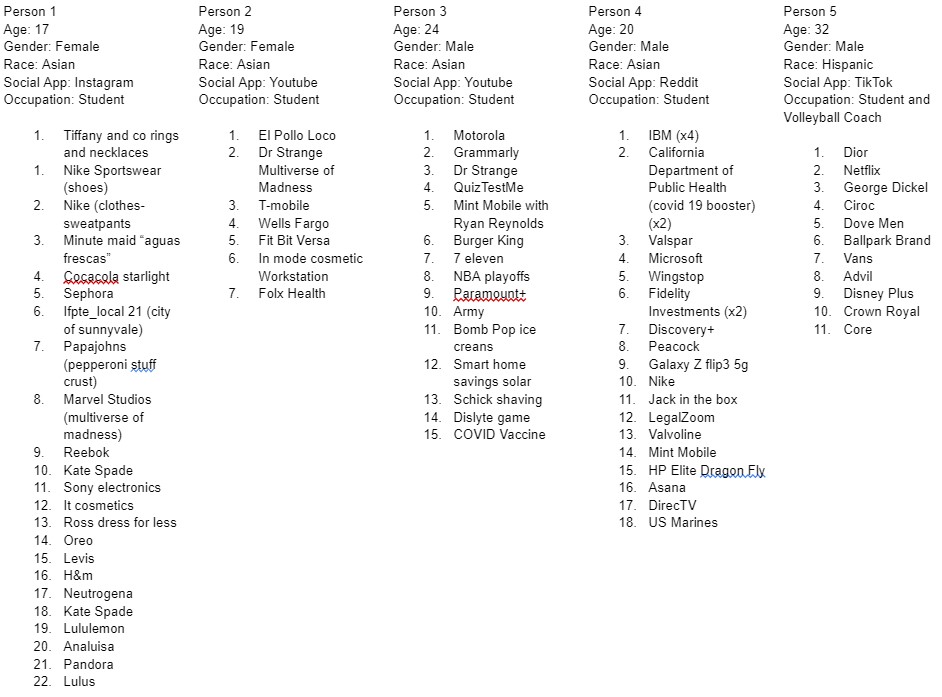 Person 1
Age: 17
Gender: Female
Race: Asian
Social App: Instagram
Occupation: Student
1. Tiffany and co rings
and necklaces
1. Nike Sportswear
(shoes)
2. Nike (clothes-
sweatpants
3. Minute maid “aguas
frescas”
4. Cocacola starlight
5. Sephora
6. Ifpte_local 21 (city
of sunnyvale)
7. Papajohns
(pepperoni stuff
crust)
8. Marvel Studios
(multiverse of
madness)
9. Reebok
10. Kate Spade
11. Sony electronics
12. It cosmetics
13. Ross dress for less
14. Oreo
15. Levis
16. H&m
17. Neutrogena
18. Kate Spade
19. Lululemon
20. Analuisa
21. Pandora
22. Lulus
Person 2
Age: 19
Gender: Female
Race: Asian
Social App: Youtube
Occupation: Student
1. El Pollo Loco
2. Dr Strange
Multiverse of
Madness
3. T-mobile
4. Wells Fargo
5. Fit Bit Versa
6. In mode cosmetic
Workstation
7. Folx Health
Person 3
Age: 24
Gender: Male
Race: Asian
Social App: Youtube
Occupation: Student
1. Motorola
2. Grammarly
3. Dr Strange
4. QuizTestMe
5. Mint Mobile with
Ryan Reynolds
6. Burger King
7. 7 eleven
8. NBA playoffs
9. Paramount+
10. Army
11. Bomb Pop ice
creans
12. Smart home
savings solar
13. Schick shaving
14. Dislyte game
15. COVID Vaccine
Person 4
Age: 20
Gender: Male
Race: Asian
Social App: Reddit
Occupation: Student
1. IBM (x4)
2. California
Department of
Public Health
(covid 19 booster)
(x2)
3. Valspar
4. Microsoft
5. Wingstop
6. Fidelity
Investments (x2)
7. Discovery+
8. Peacock
9. Galaxy Z flip3 5g
10. Nike
11. Jack in the box
12. LegalZoom
13. Valvoline
14. Mint Mobile
15. HP Elite Dragon Fly
16. Asana
17. DirecTV
18. US Marines
Person 5
Age: 32
Gender: Male
Race: Hispanic
Social App: TikTok
Occupation: Student and
Volleyball Coach
1. Dior
2. Netflix
3. George Dickel
4. Ciroc
5. Dove Men
6. Ballpark Brand
7. Vans
8. Advil
9. Disney Plus
10. Crown Royal
11. Core